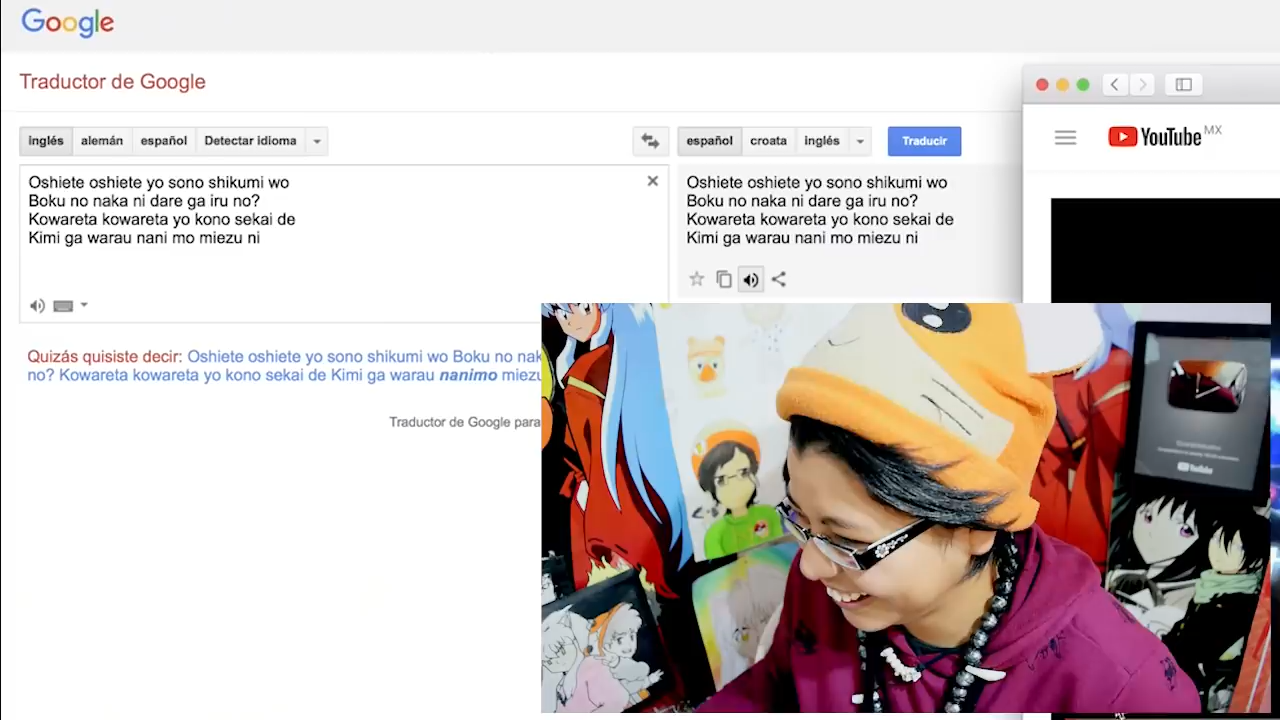 Google
Traductor de Google
inglés alemán español Detectar idioma
español croata inglés Traducir
YouTube MX
Oshiete oshiete yo sono shikumi wo
Boku no naka ni dare ga iru no?
Kowareta kowareta yo kono sekai de
Kimi ga warau nani mo miezu ni
Oshiete oshiete yo sono shikumi wo
Boku no naka ni dare ga iru no?
Kowareta kowareta yo kono sekai de
Kimi ga warau nani mo miezu ni
Quizás quisiste decir: Oshiete oshiete yo sono shikumi wo Boku no nak
no? Kowareta kowareta yo kono sekai de Kimi ga warau nanimo miezu
Traductor de Google para
YouTube